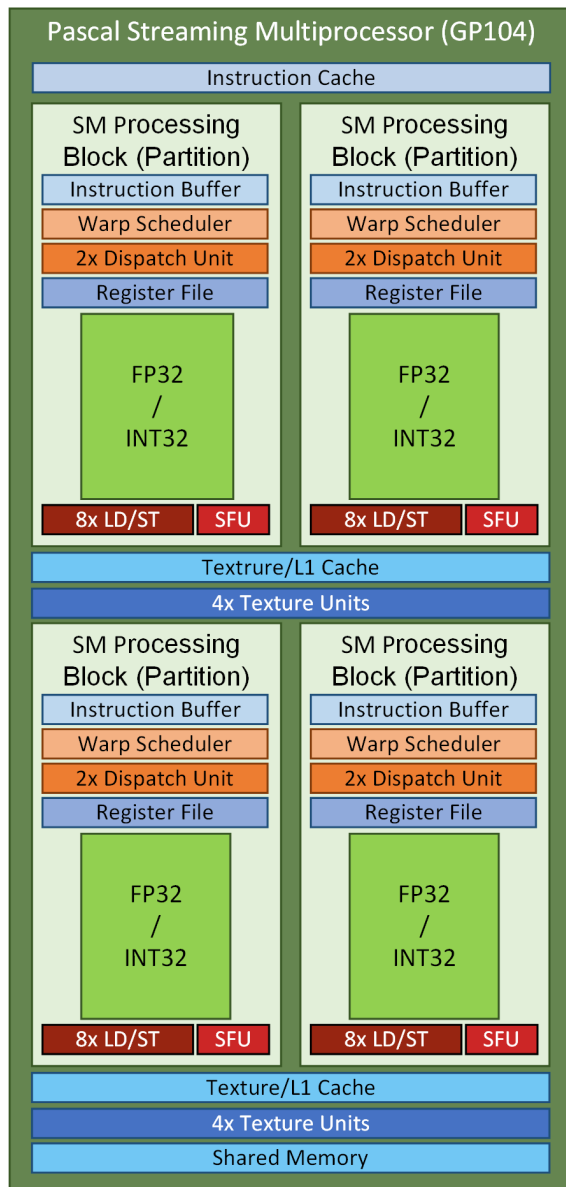 Pascal Streaming Multiprocessor (GP104)
Instruction Cache
SM Processing
Block (Partition)
Instruction Buffer
Warp Scheduler
2x Dispatch Unit
Register File
FP32
/
INT32
8x LD/ST
SFU
SM Processing
Block (Partition)
Instruction Buffer
Warp Scheduler
2x Dispatch Unit
Register File
FP32
/
INT32
8x LD/ST
SFU
Textrure/L1 Cache
4x Texture Units
SM Processing
Block (Partition)
Instruction Buffer
Warp Scheduler
2x Dispatch Unit
Register File
FP32
/
INT32
8x LD/ST
SFU
SM Processing
Block (Partition)
Instruction Buffer
Warp Scheduler
2x Dispatch Unit
Register File
FP32
/
INT32
8x LD/ST
SFU
Texture/L1 Cache
4x Texture Units
Shared Memory